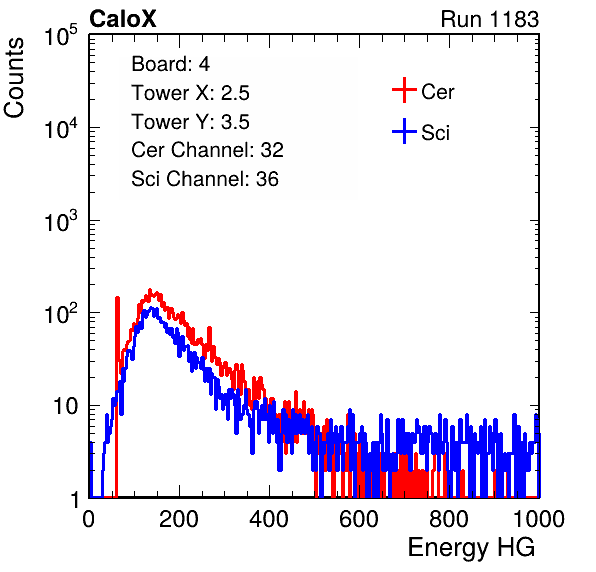 CaloX Run 1183
Counts
Board: 4
Tower X: 2.5
Tower Y: 3.5
Cer Channel: 32
Sci Channel: 36
Cer
Sci
10^5
10^4
10^3
10^2
10
1
0 200 400 600 800 1000
Energy HG